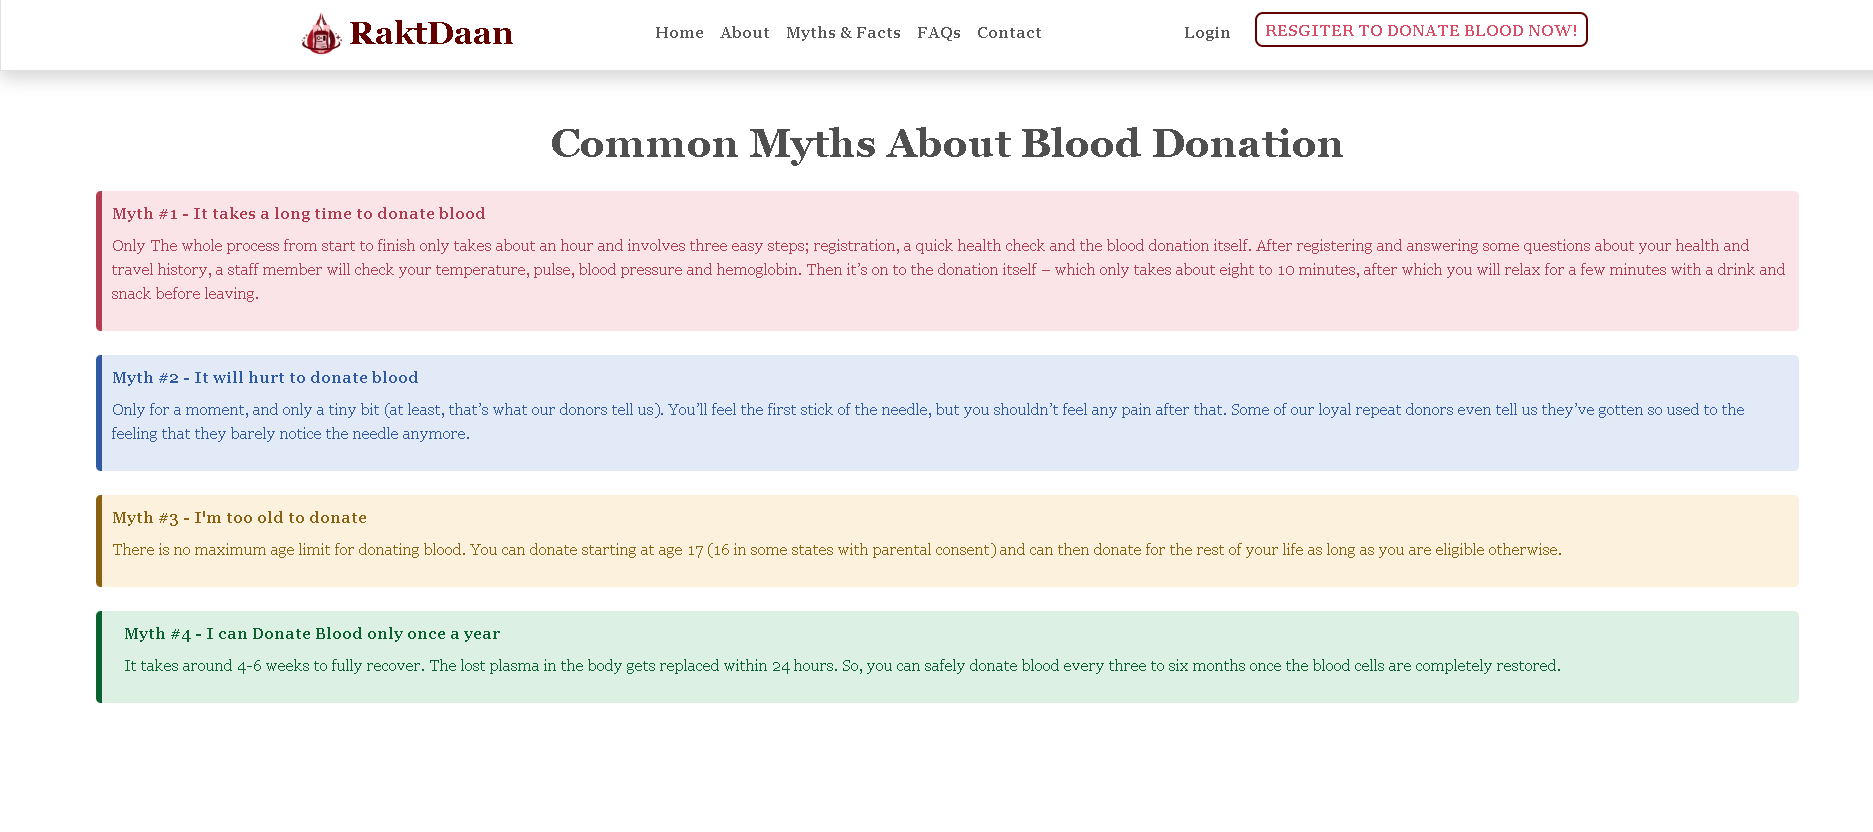 RaktDaan
Home About Myths & Facts FAQs Contact
Login
RESGITER TO DONATE BLOOD NOW!
Common Myths About Blood Donation
Myth #1 - It takes a long time to donate blood
Only The whole process from start to finish only takes about an hour and involves three easy steps; registration, a quick health check and the blood donation itself. After registering and answering some questions about your health and
travel history, a staff member will check your temperature, pulse, blood pressure and hemoglobin. Then it’s on to the donation itself – which only takes about eight to 10 minutes, after which you will relax for a few minutes with a drink and
snack before leaving.
Myth #2 - It will hurt to donate blood
Only for a moment, and only a tiny bit (at least, that’s what our donors tell us). You’ll feel the first stick of the needle, but you shouldn’t feel any pain after that. Some of our loyal repeat donors even tell us they’ve gotten so used to the
feeling that they barely notice the needle anymore.
Myth #3 - I'm too old to donate
There is no maximum age limit for donating blood. You can donate starting at age 17 (16 in some states with parental consent) and can then donate for the rest of your life as long as you are eligible otherwise.
Myth #4 - I can Donate Blood only once a year
It takes around 4-6 weeks to fully recover. The lost plasma in the body gets replaced within 24 hours. So, you can safely donate blood every three to six months once the blood cells are completely restored.